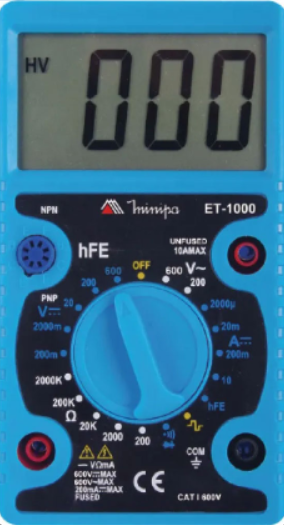 HV
000
NPN
Minipa
ET-1000
hFE
UNFUSED
10AMAX
OFF
600
200
20
2000m
200m
V⎓
PNP
600 V~
200
2000µ
20m
A⎓
200m
10
hFE
2000K
200K
Ω
20K
2000
200
COM
— VΩmA
600V⎓MAX
600V~MAX
200mA⎓MAX
FUSED
CE
CAT I 600V